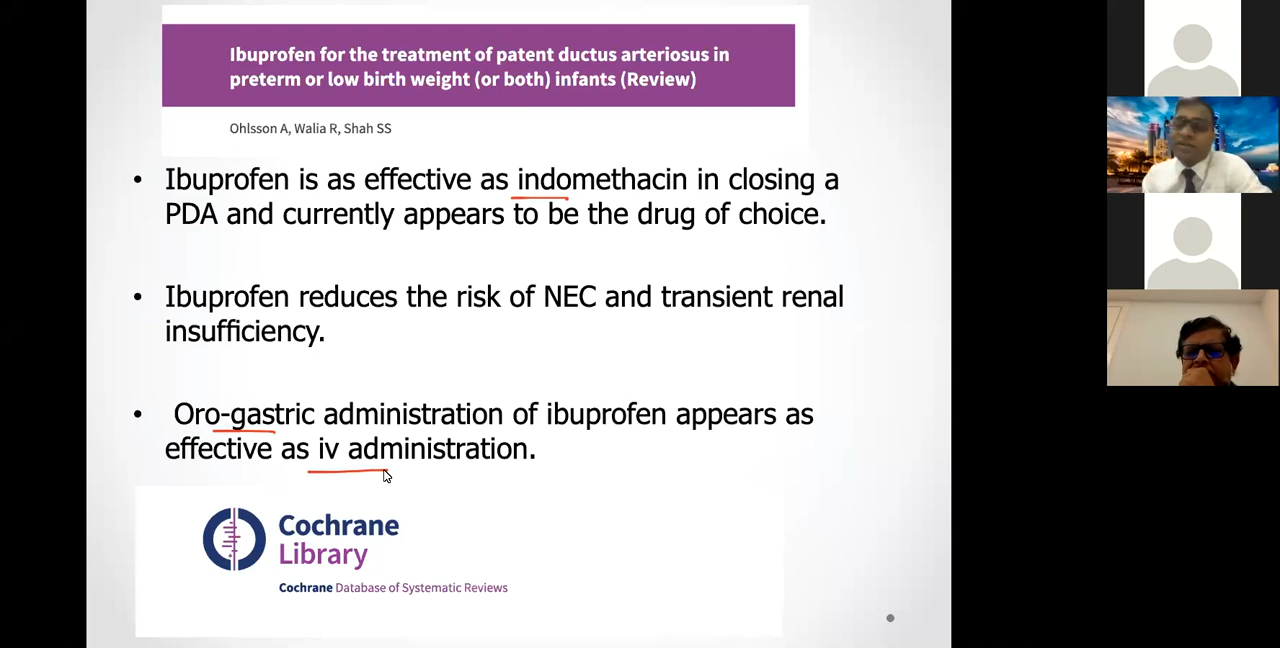 Ibuprofen for the treatment of patent ductus arteriosus in
preterm or low birth weight (or both) infants (Review)
Ohlsson A, Walia R, Shah SS
• Ibuprofen is as effective as indomethacin in closing a
PDA and currently appears to be the drug of choice.
• Ibuprofen reduces the risk of NEC and transient renal
insufficiency.
• Oro-gastric administration of ibuprofen appears as
effective as iv administration.
Cochrane
Library
Cochrane Database of Systematic Reviews